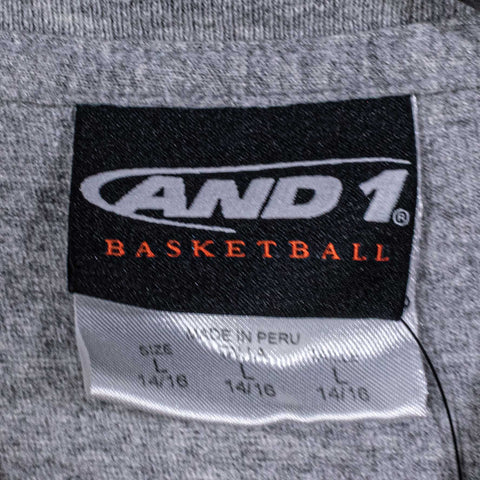 AND 1®
BASKETBALL
MADE IN PERU
SIZE
L L L
14/16 14/16 14/16